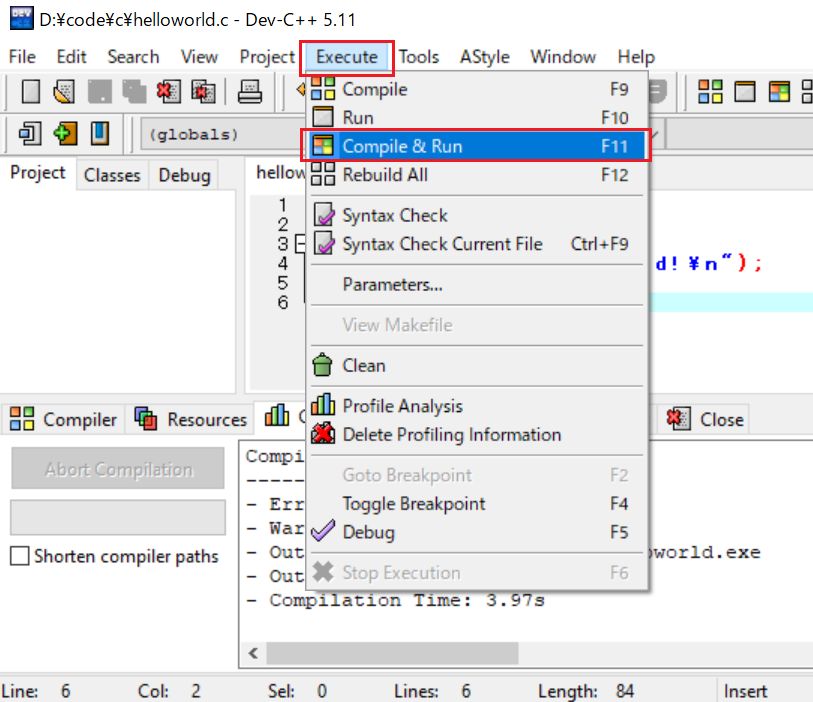 D:¥code¥c¥helloworld.c - Dev-C++ 5.11
File Edit Search View Project Execute Tools AStyle Window Help
(globals)
Compile F9
Run F10
Compile & Run F11
Rebuild All F12
Syntax Check
Syntax Check Current File Ctrl+F9
Parameters...
View Makefile
Clean
Profile Analysis
Delete Profiling Information
Goto Breakpoint F2
Toggle Breakpoint F4
Debug F5
Stop Execution F6
Project Classes Debug
hellow
1
2
3
4 d!¥n");
5
6
Compiler Resources C Close
Abort Compilation
Shorten compiler paths
Compi
-----
- Err
- War
- Out oworld.exe
- Out
- Compilation Time: 3.97s
Line: 6 Col: 2 Sel: 0 Lines: 6 Length: 84 Insert